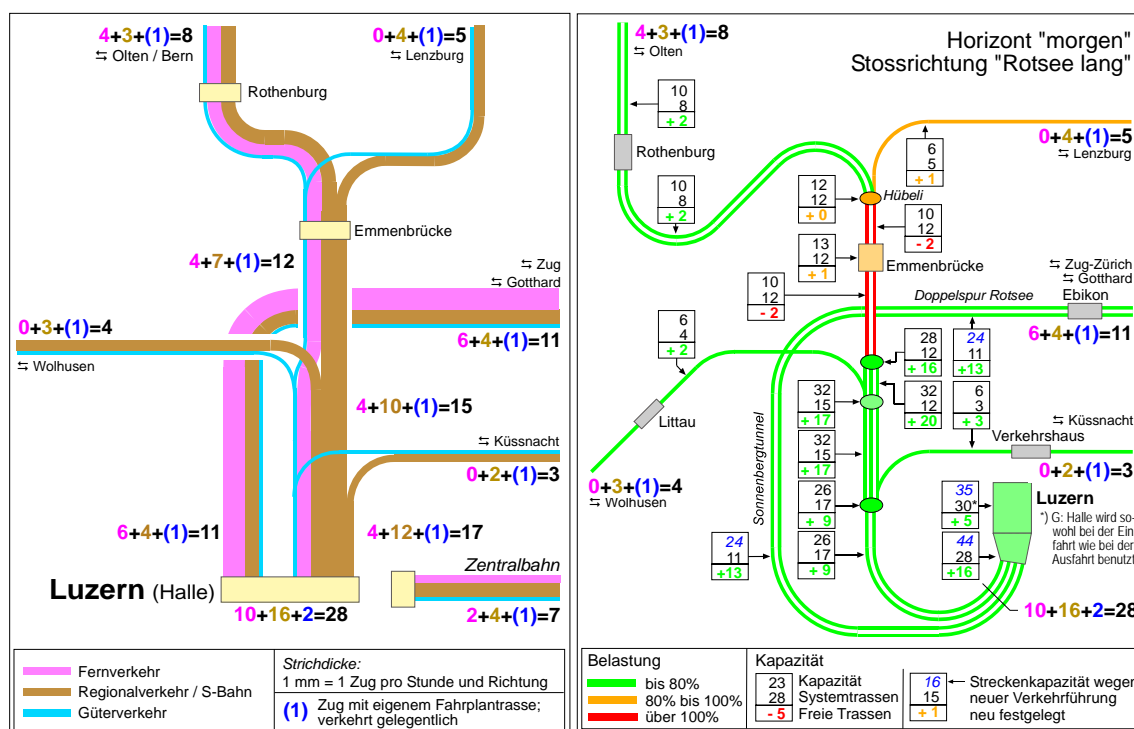 4+3+(1)=8
⇆ Olten / Bern
0+4+(1)=5
⇆ Lenzburg
Rothenburg
Emmenbrücke
4+7+(1)=12
⇆ Zug
Gotthard
0+3+(1)=4
⇆ Wolhusen
6+4+(1)=11
4+10+(1)=15
⇆ Küssnacht
0+2+(1)=3
6+4+(1)=11
4+12+(1)=17
Zentralbahn
Luzern (Halle)
10+16+2=28
2+4+(1)=7
Fernverkehr
Regionalverkehr / S-Bahn
Güterverkehr
Strichdicke:
1 mm = 1 Zug pro Stunde und Richtung
(1) Zug mit eigenem Fahrplantrasse;
verkehrt gelegentlich
4+3+(1)=8
⇆ Olten
Horizont "morgen"
Stossrichtung "Rotsee lang"
10
8
+ 2
Rothenburg
0+4+(1)=5
⇆ Lenzburg
6
5
+ 1
10
8
+ 2
12
12
+ 0
Hübeli
10
12
- 2
13
12
+ 1
Emmenbrücke
⇆ Zug-Zürich
⇆ Gotthard
10
12
- 2
Doppelspur Rotsee
Ebikon
6+4+(1)=11
6
4
+ 2
28
12
+ 16
24
11
+13
32
15
+ 17
32
12
+ 20
6
3
+ 3
Littau
⇆ Küssnacht
Verkehrshaus
0+2+(1)=3
32
15
+ 17
Sonnenbergtunnel
0+3+(1)=4
⇆ Wolhusen
26
17
+ 9
35
30*
+ 5
Luzern
*) G: Halle wird so-
wohl bei der Ein
fahrt wie bei der
Ausfahrt benutzt
24
11
+13
26
17
+ 9
44
28
+16
10+16+2=28
Belastung
bis 80%
80% bis 100%
über 100%
Kapazität
23 Kapazität
28 Systemtrassen
- 5 Freie Trassen
16 Streckenkapazität weger
15 neuer Verkehrführung
+ 1 neu festgelegt